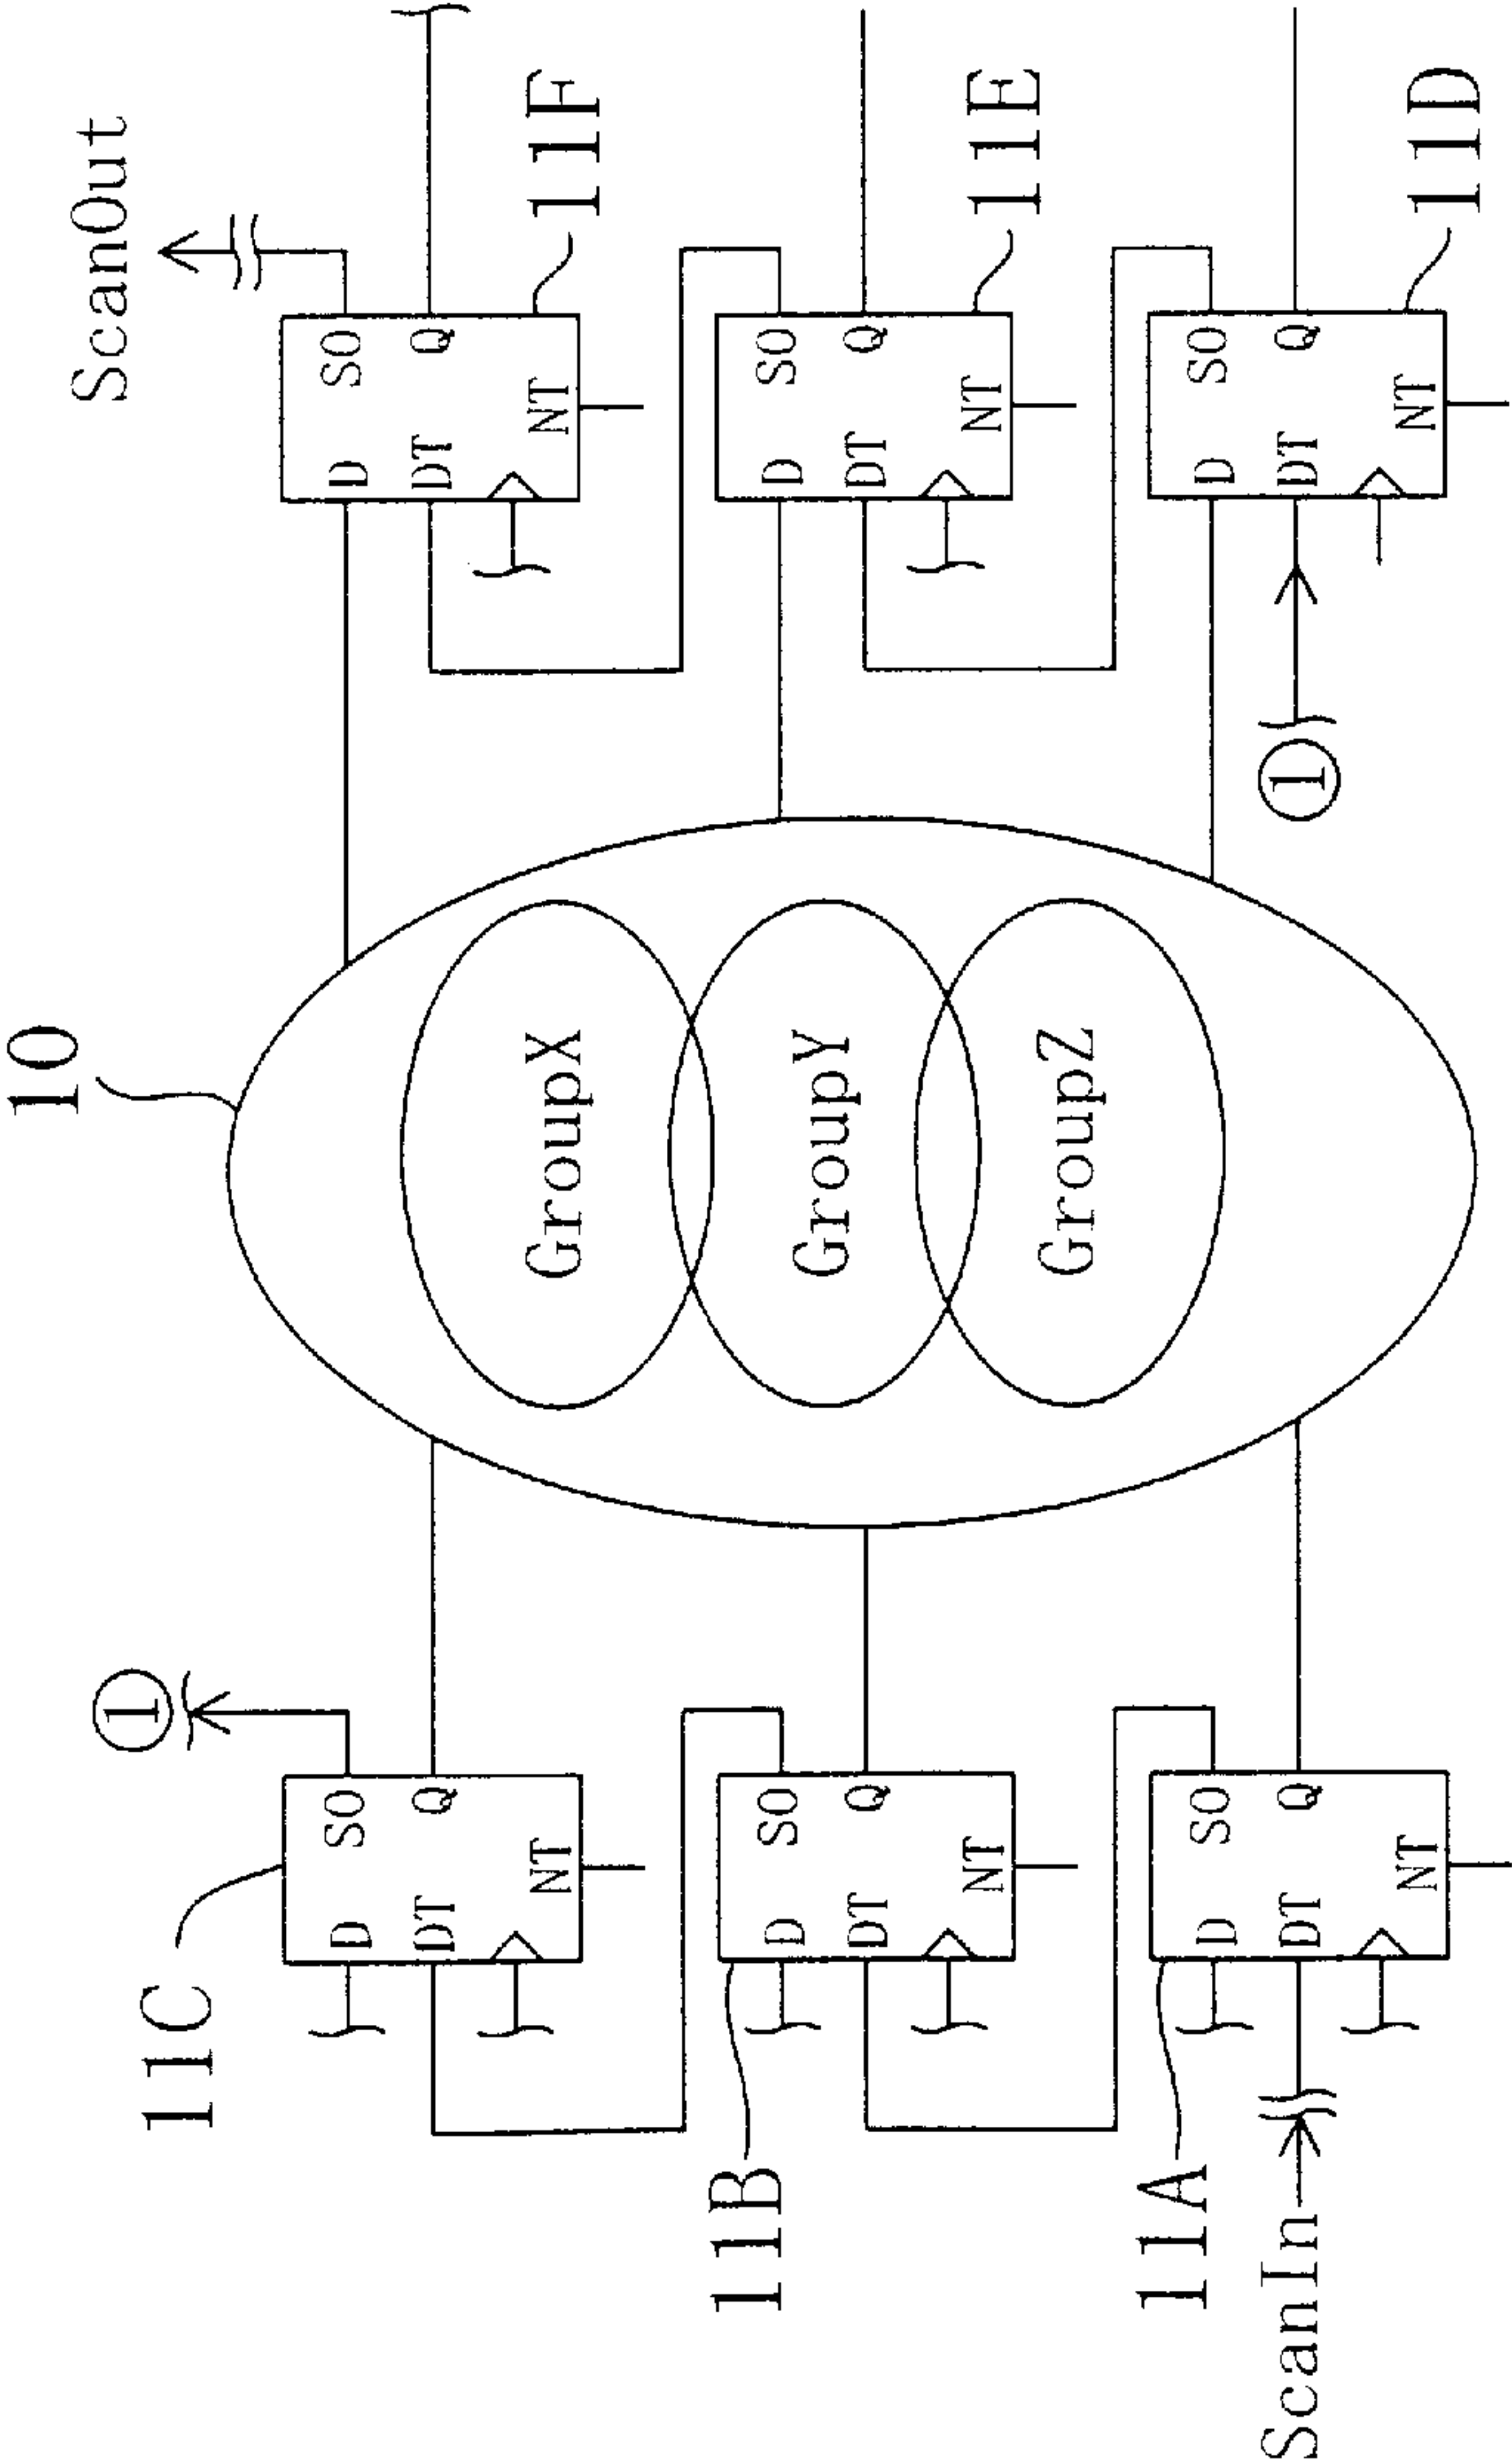 10
① ScanOut
11C
D SO D SO
DT Q DT Q
NT NT
11F
GroupX
11B
D SO D SO
DT Q DT Q
NT NT
11E
GroupY
11A
GroupZ
D SO D SO
ScanIn DT Q ① DT Q
NT NT
11D